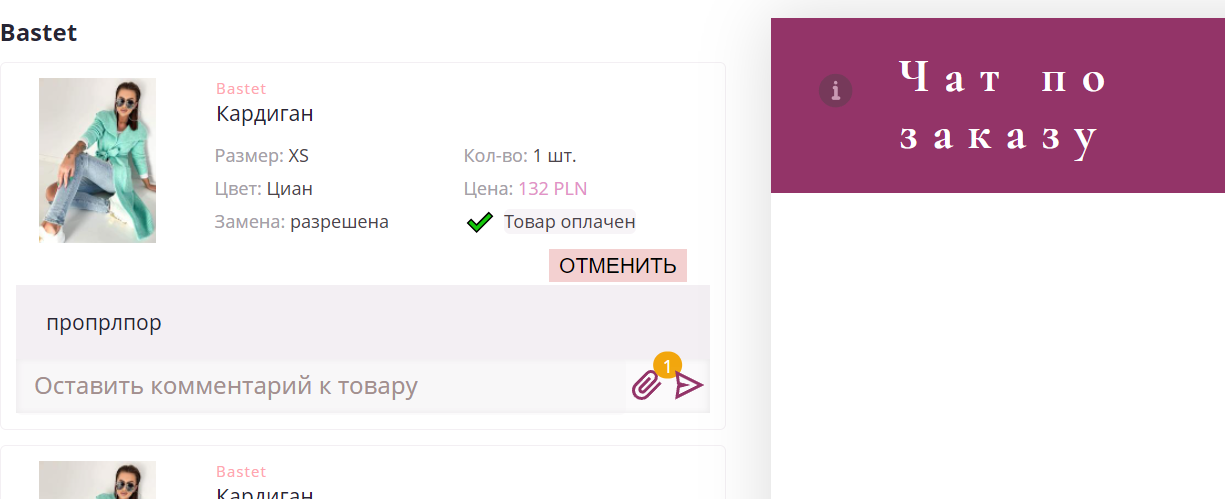 Bastet
Bastet
Кардиган
Размер: XS
Кол-во: 1 шт.
Цвет: Циан
Цена: 132 PLN
Замена: разрешена
Товар оплачен
ОТМЕНИТЬ
пропрлпор
Оставить комментарий к товару
1
Bastet
Кардиган
i
Чат по
заказу